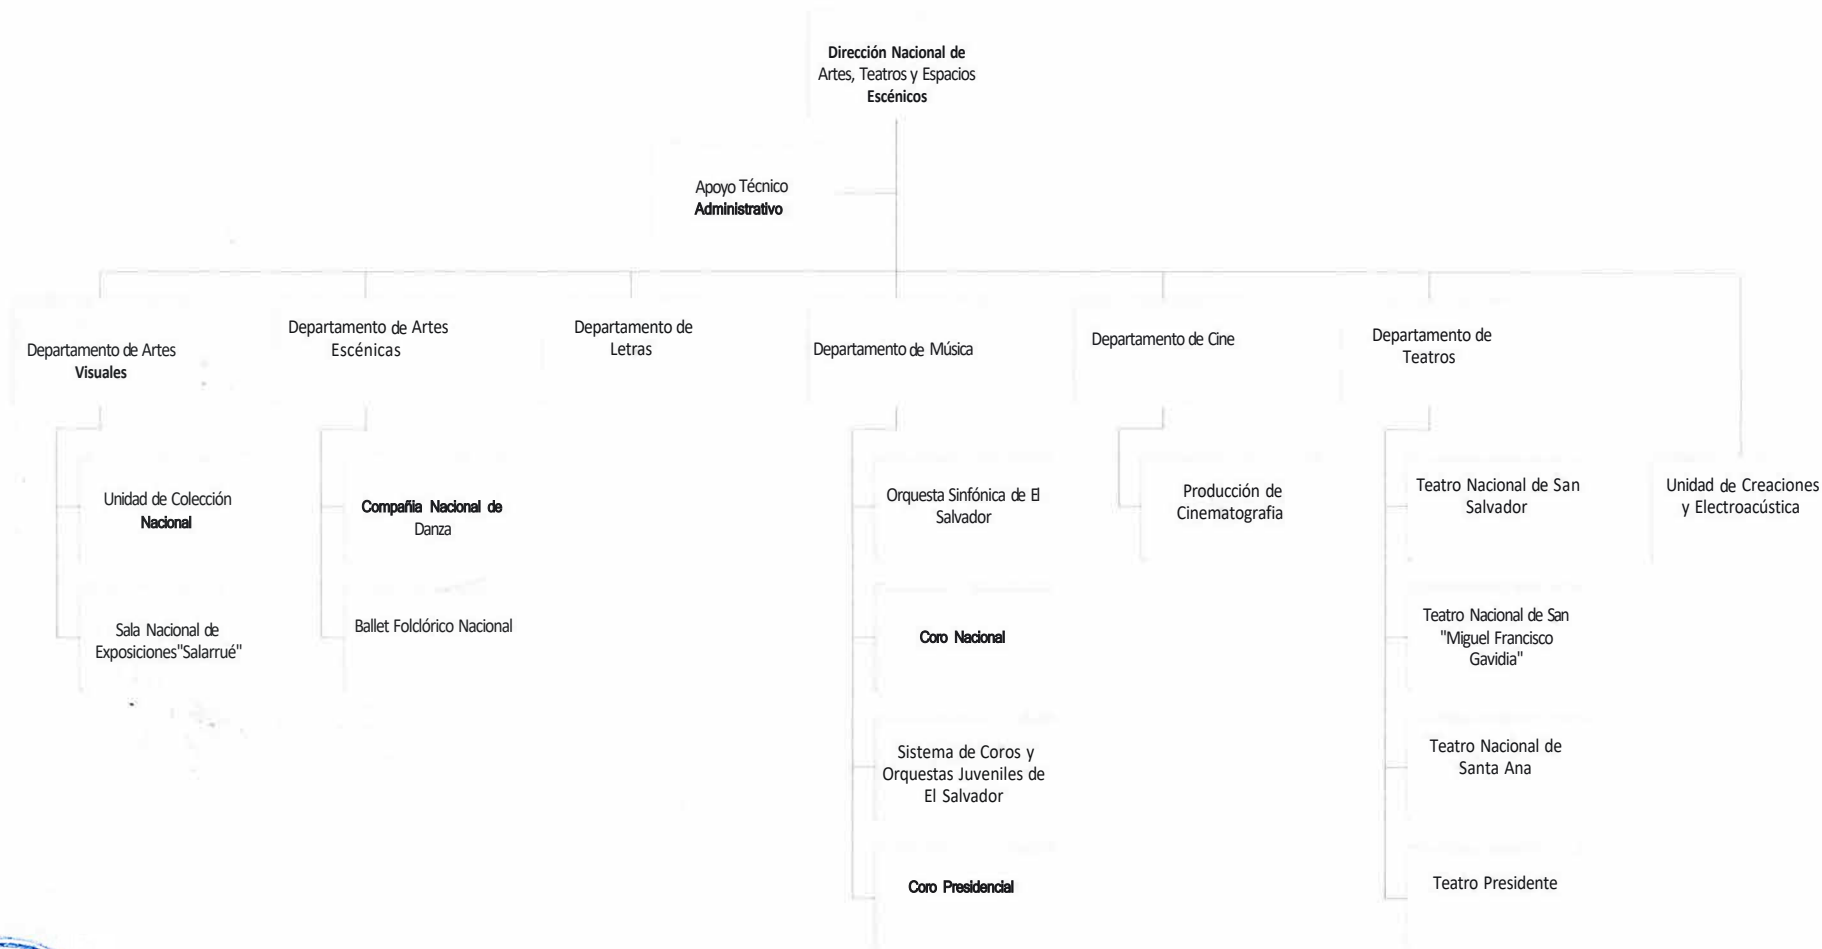 Dirección Nacional de
Artes, Teatros y Espacios
Escénicos
Apoyo Técnico
Administrativo
Departamento de Artes
Visuales
Departamento de Artes
Escénicas
Departamento de
Letras
Departamento de Música
Departamento de Cine
Departamento de
Teatros
Unidad de Colección
Nacional
Sala Nacional de
Exposiciones"Salarrué"
Compañia Nacional de
Danza
Ballet Folclórico Nacional
Orquesta Sinfónica de El
Salvador
Coro Nacional
Sistema de Coros y
Orquestas Juveniles de
El Salvador
Coro Presidencial
Producción de
Cinematografia
Teatro Nacional de San
Salvador
Teatro Nacional de San
"Miguel Francisco
Gavidia"
Teatro Nacional de
Santa Ana
Teatro Presidente
Unidad de Creaciones
y Electroacústica